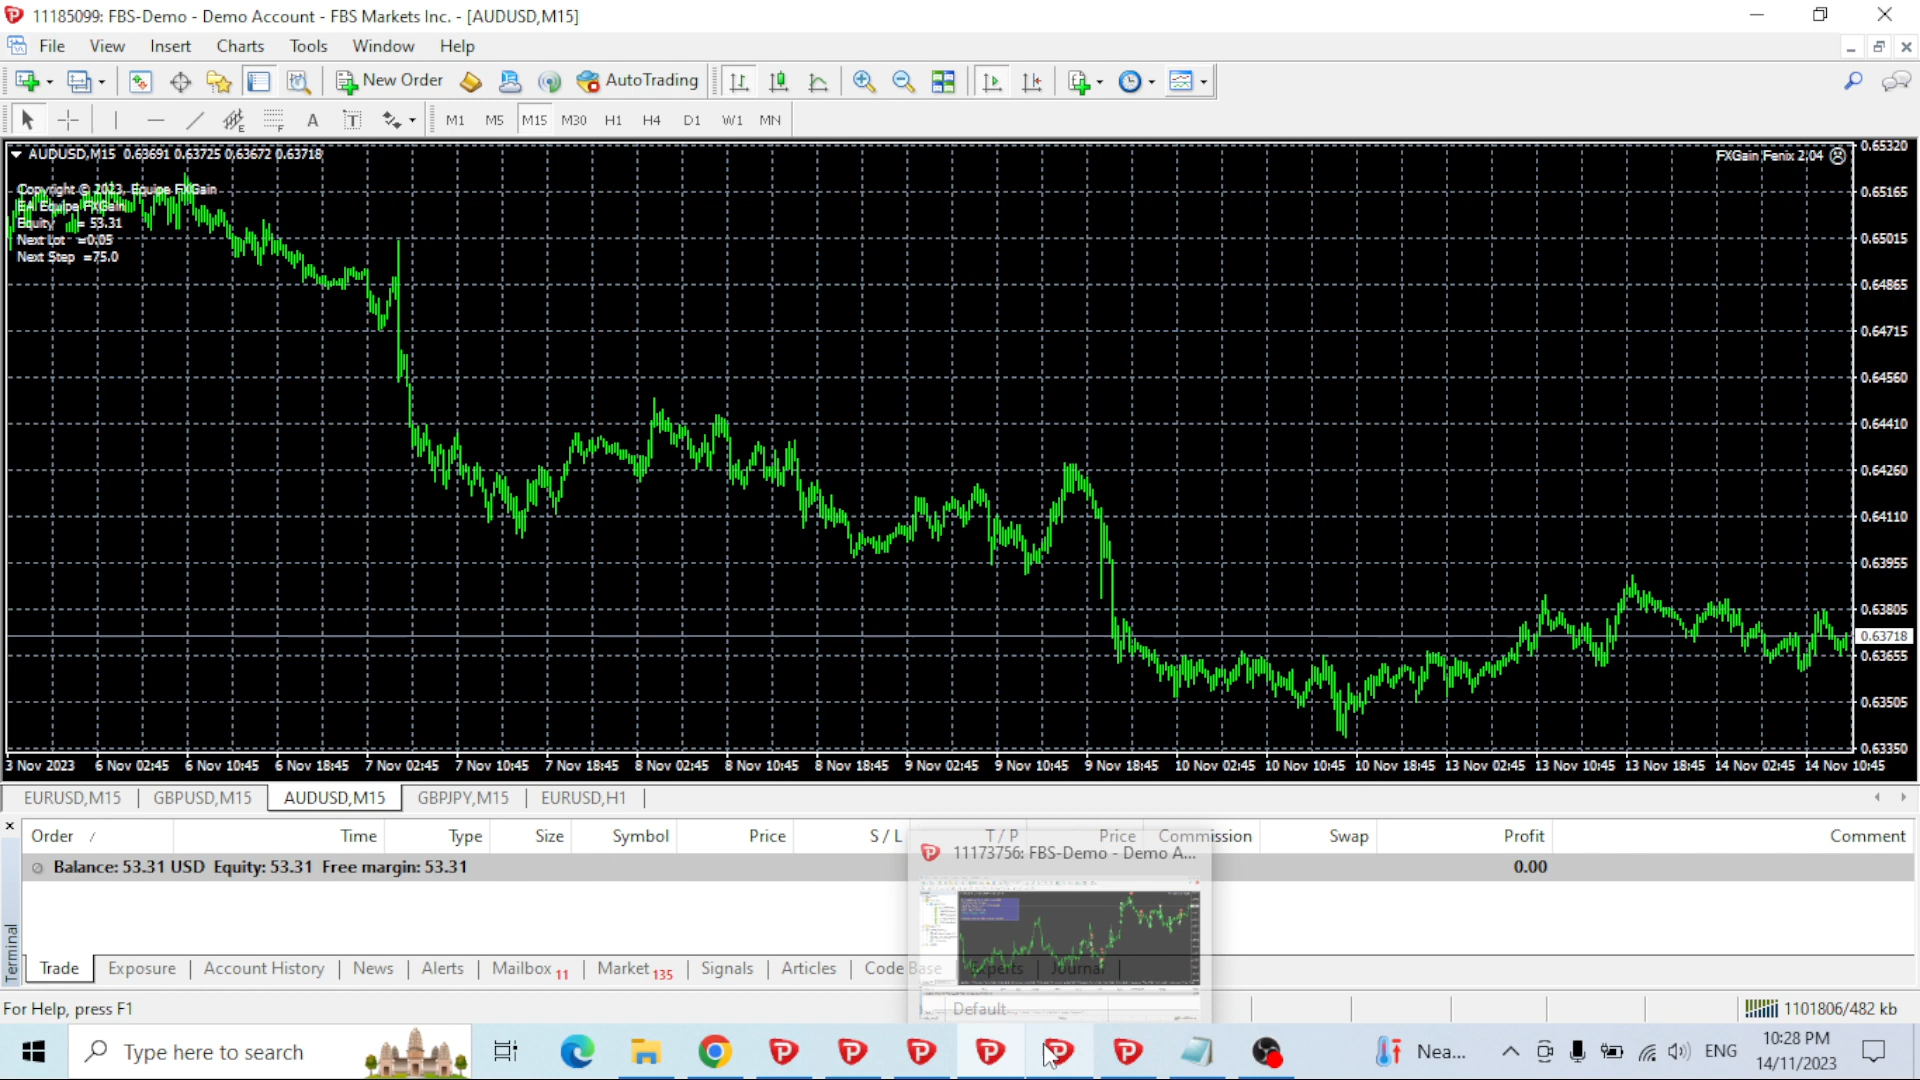 11185099: FBS-Demo - Demo Account - FBS Markets Inc. - [AUDUSD,M15]
File View Insert Charts Tools Window Help
New Order AutoTrading
E F A T M1 M5 M15 M30 H1 H4 D1 W1 MN
AUDUSD,M15 0.63691 0.63725 0.63672 0.63718
FXGain Fenix 2,04
Copyright © 2023, Equipe FXGain
EA Equipe FXGain
Equity = 53.31
Next Lot =0,05
Next Step =75.0
0.65320
0.65165
0.65015
0.64865
0.64715
0.64560
0.64410
0.64260
0.64110
0.63955
0.63805
0.63718
0.63655
0.63505
0.63350
3 Nov 2023 6 Nov 02:45 6 Nov 10:45 6 Nov 18:45 7 Nov 02:45 7 Nov 10:45 7 Nov 18:45 8 Nov 02:45 8 Nov 10:45 8 Nov 18:45 9 Nov 02:45 9 Nov 10:45 9 Nov 18:45 10 Nov 02:45 10 Nov 10:45 10 Nov 18:45 13 Nov 02:45 13 Nov 10:45 13 Nov 18:45 14 Nov 02:45 14 Nov 10:45
EURUSD,M15 GBPUSD,M15 AUDUSD,M15 GBPJPY,M15 EURUSD,H1
Order / Time Type Size Symbol Price S / L T / P Price Commission Swap Profit Comment
11173756: FBS-Demo - Demo A...
Balance: 53.31 USD Equity: 53.31 Free margin: 53.31 0.00
Terminal
Trade Exposure Account History News Alerts Mailbox 11 Market 135 Signals Articles Code Base Experts Journal
For Help, press F1 Default 1101806/482 kb
Type here to search Nea... ENG 10:28 PM
14/11/2023